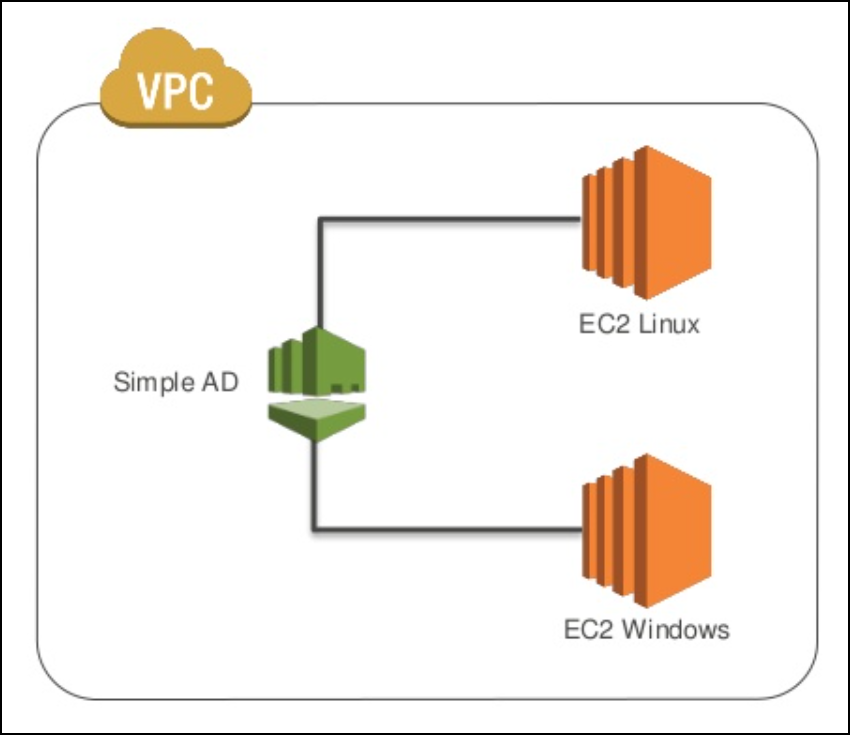 VPC
EC2 Linux
Simple AD
EC2 Windows